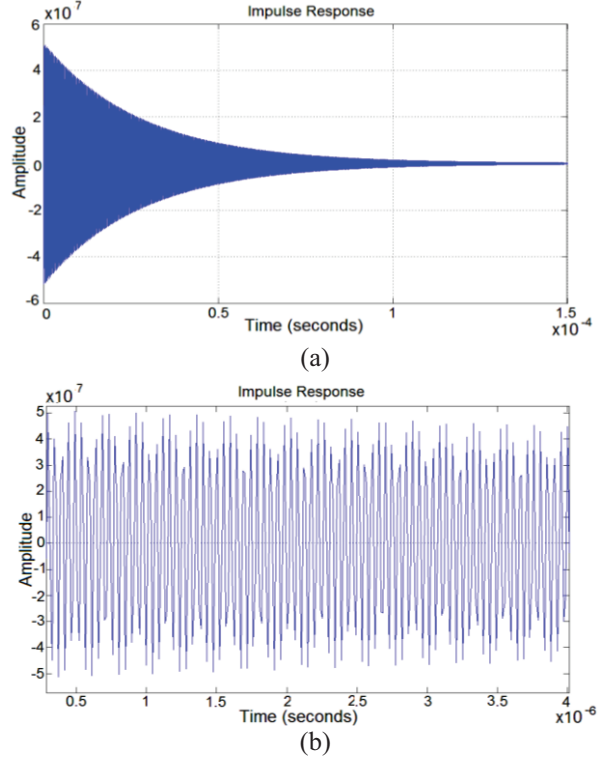 Impulse Response
x10 7
6
4
2
0
-2
-4
-6
Amplitude
0 0.5 1 1.5
x10 -4
Time (seconds)
(a)
Impulse Response
x10 7
5
4
3
2
1
0
-1
-2
-3
-4
-5
Amplitude
0.5 1 1.5 2 2.5 3 3.5 4
x10 -6
Time (seconds)
(b)